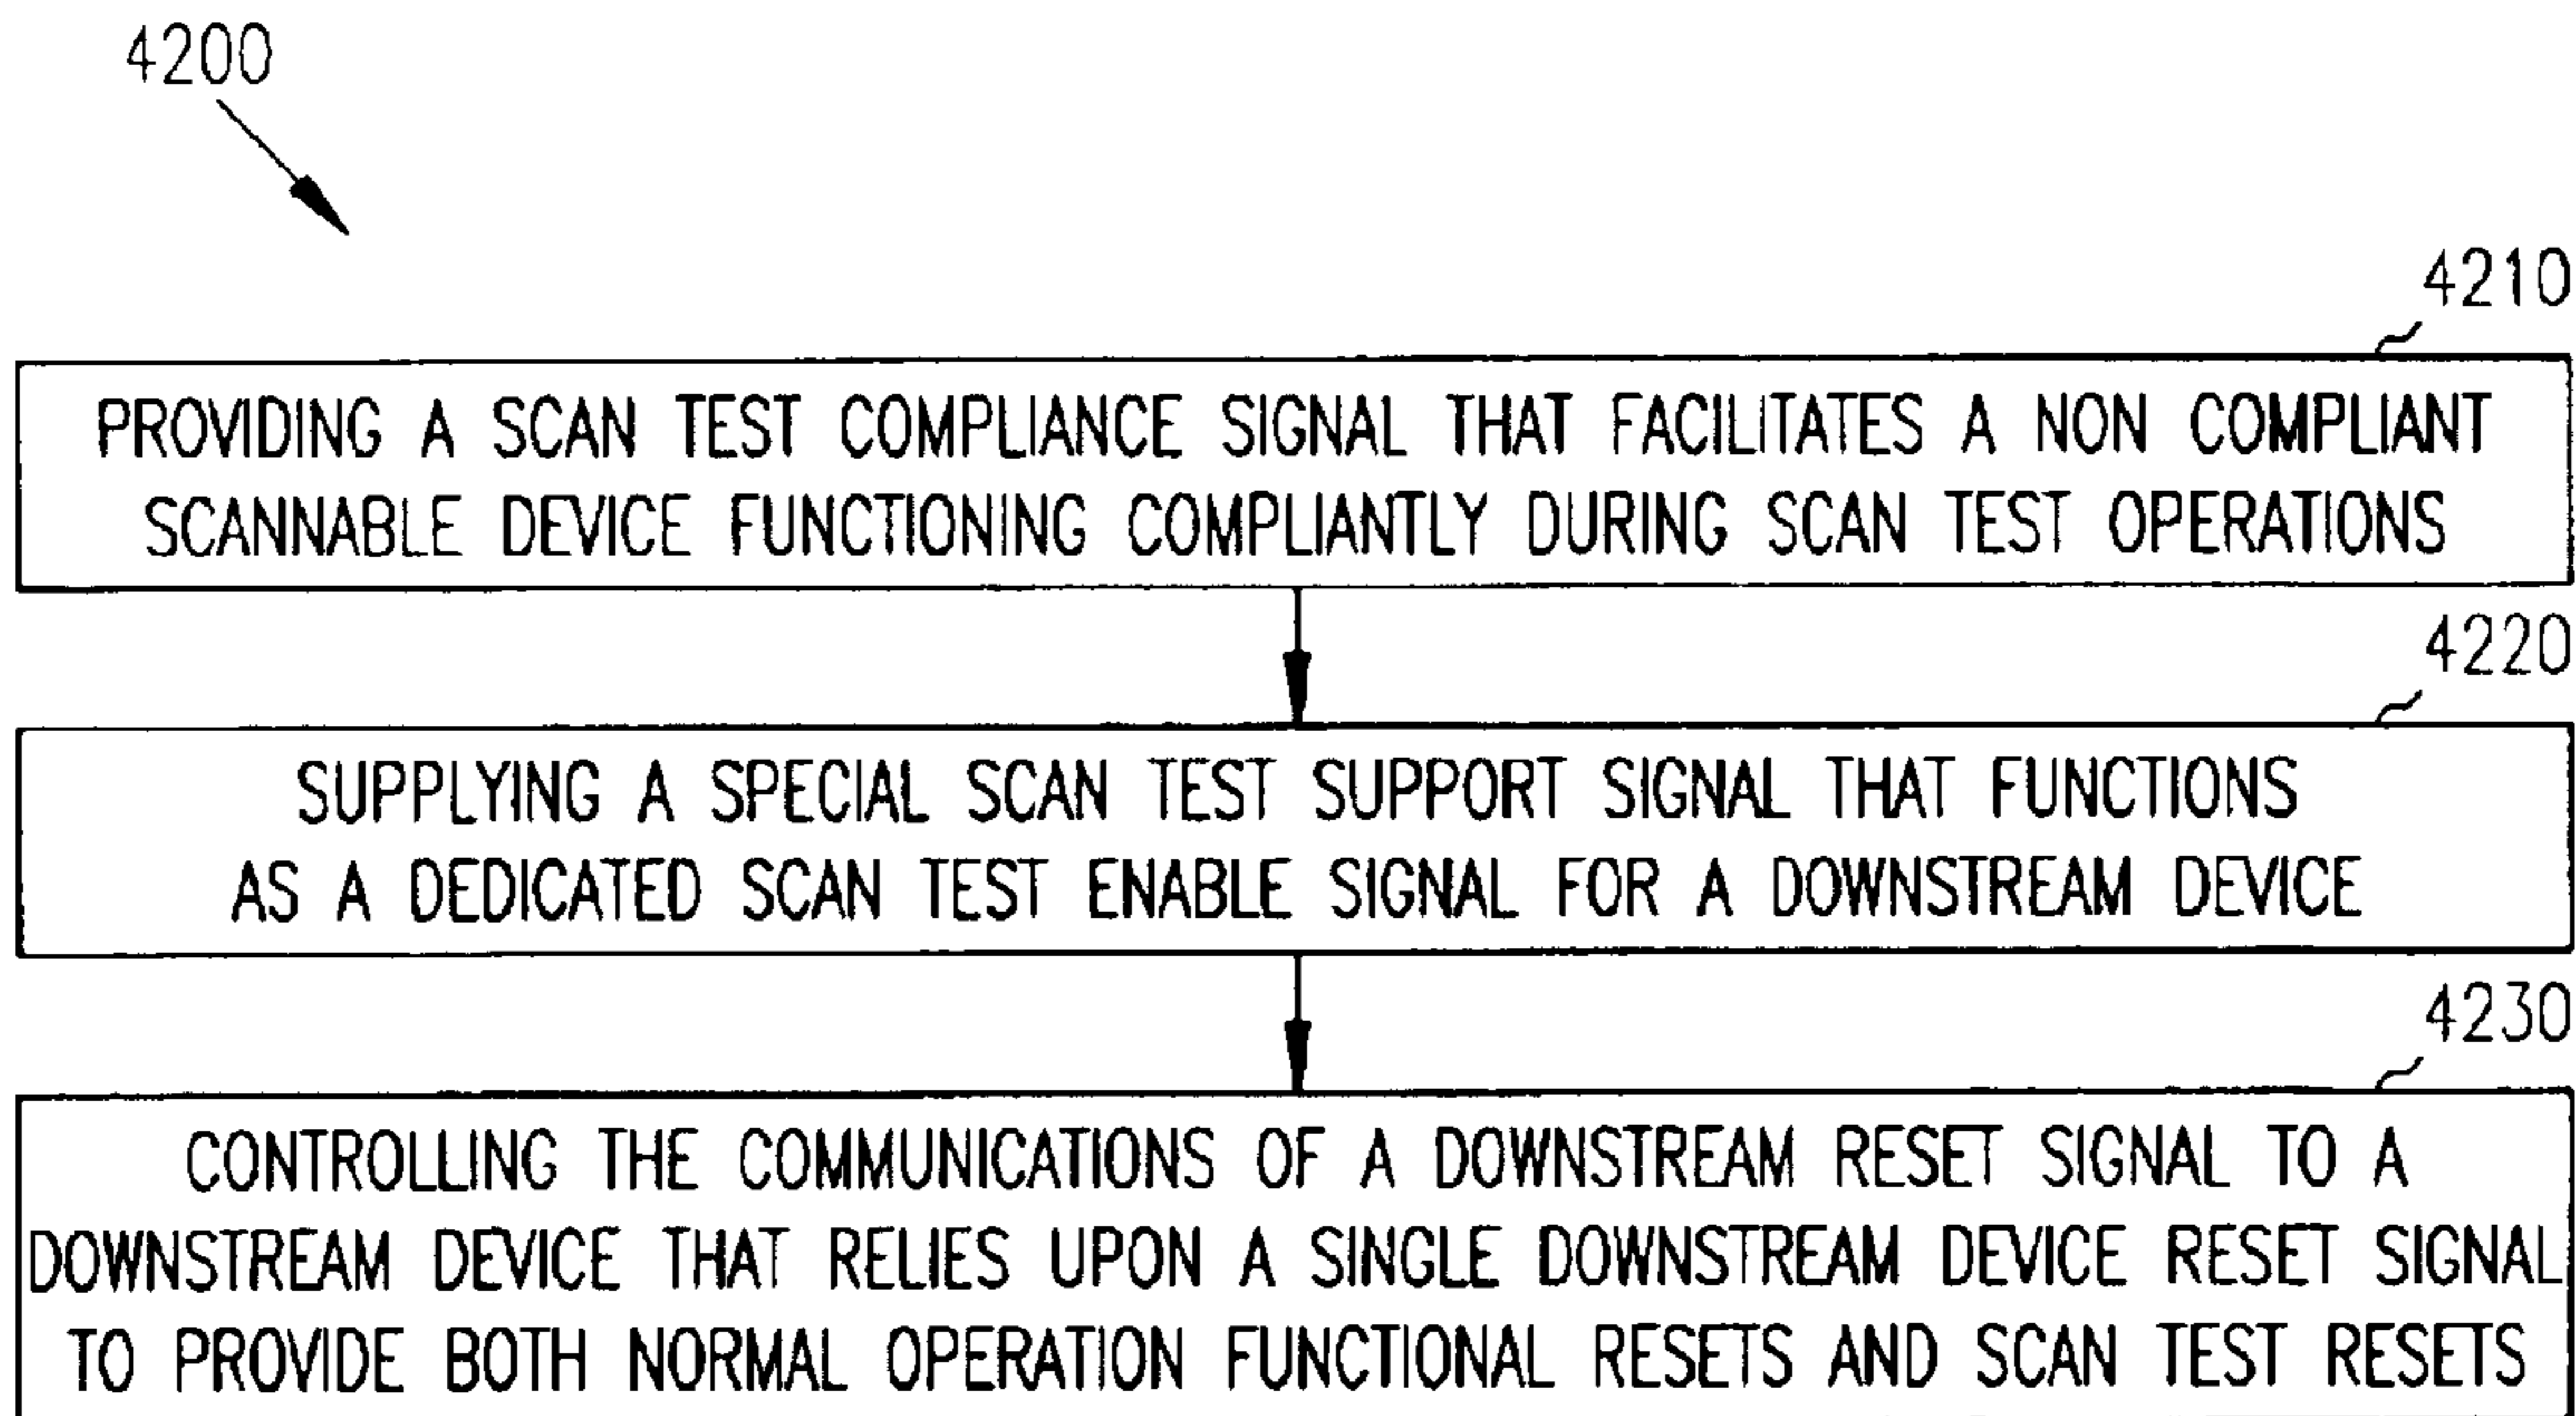 4200
4210
PROVIDING A SCAN TEST COMPLIANCE SIGNAL THAT FACILITATES A NON COMPLIANT
SCANNABLE DEVICE FUNCTIONING COMPLIANTLY DURING SCAN TEST OPERATIONS
4220
SUPPLYING A SPECIAL SCAN TEST SUPPORT SIGNAL THAT FUNCTIONS
AS A DEDICATED SCAN TEST ENABLE SIGNAL FOR A DOWNSTREAM DEVICE
4230
CONTROLLING THE COMMUNICATIONS OF A DOWNSTREAM RESET SIGNAL TO A
DOWNSTREAM DEVICE THAT RELIES UPON A SINGLE DOWNSTREAM DEVICE RESET SIGNAL
TO PROVIDE BOTH NORMAL OPERATION FUNCTIONAL RESETS AND SCAN TEST RESETS